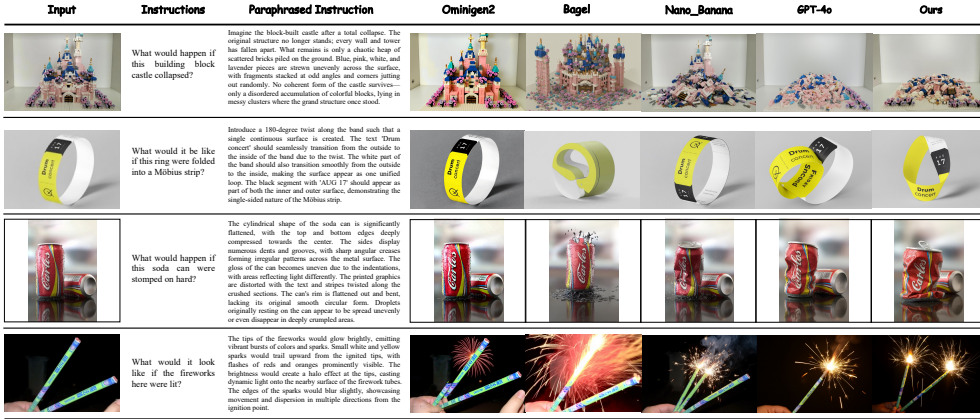 Input Instructions Paraphrased Instruction Ominigen2 Bagel Nano_Banana GPT-4o Ours
What would happen if
this building block
castle collapsed?
Imagine the block-built castle after a total collapse. The
original structure no longer stands; every wall and tower
has fallen apart. What remains is only a chaotic heap of
scattered bricks piled on the ground. Blue, pink, white, and
lavender pieces are strewn unevenly across the surface,
with fragments stacked at odd angles and corners jutting
out randomly. No coherent form of the castle survives—
only a disordered accumulation of colorful blocks, lying in
messy clusters where the grand structure once stood.
What would it be like
if this ring were folded
into a Möbius strip?
Introduce a 180-degree twist along the band such that a
single continuous surface is created. The text 'Drum
concert' should seamlessly transition from the outside to
the inside of the band due to the twist. The white part of
the band should also transition smoothly from the outside
to the inside, making the surface appear as one unified
loop. The black segment with 'AUG 17' should appear as
part of both the inner and outer surface, demonstrating the
single-sided nature of the Möbius strip.
17
Drum
concert
17
Drum
concert
Drum
concert
17
Drum
concert
17
Drum
concert
What would happen if
this soda can were
stomped on hard?
The cylindrical shape of the soda can is significantly
flattened, with the top and bottom edges deeply
compressed towards the center. The sides display
numerous dents and grooves, with sharp angular creases
forming irregular patterns across the metal surface. The
gloss of the can becomes uneven due to the indentations,
with areas reflecting light differently. The printed graphics
are distorted with the text and stripes twisted along the
crushed sections. The can's rim is flattened out and bent,
lacking its original smooth circular form. Droplets
originally resting on the can appear to be spread unevenly
or even disappear in deeply crumpled areas.
What would it look
like if the fireworks
here were lit?
The tips of the fireworks would glow brightly, emitting
vibrant bursts of colors and sparks. Small white and yellow
sparks would trail upward from the ignited tips, with
flashes of red and oranges prominently visible. The
brightness would create a halo effect at the tips, casting
dynamic light onto the nearby surface of the firework tubes.
The edges of the sparks would blur slightly, showcasing
movement and dispersion in multiple directions from the
ignition point.